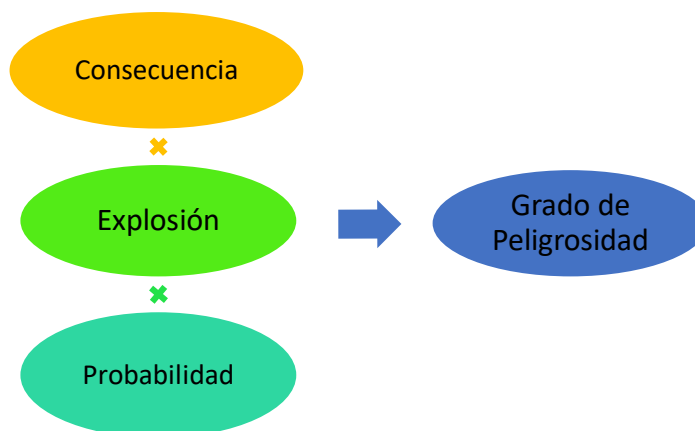 Consecuencia
Explosión
Probabilidad
Grado de
Peligrosidad